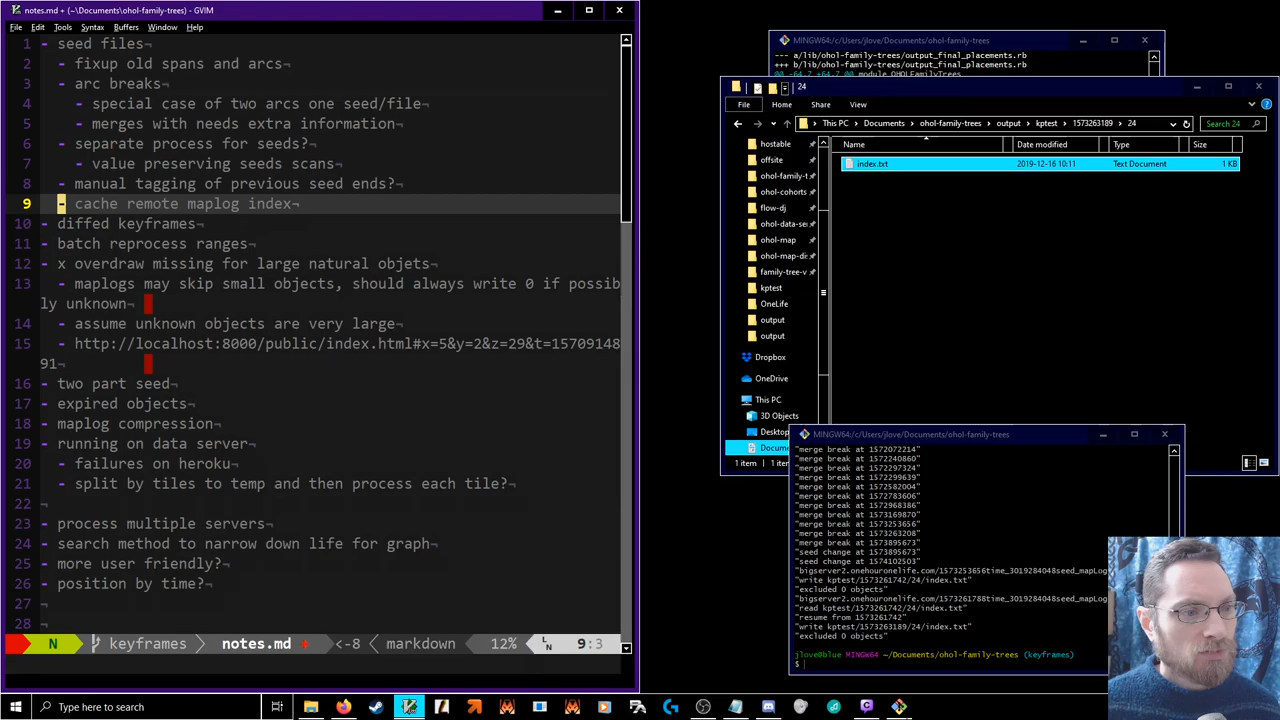 notes.md + (~\Documents\ohol-family-trees) - GVIM
File Edit Tools Syntax Buffers Window Help
1 - seed files¬
2 - fixup old spans and arcs¬
3 - arc breaks¬
4 - special case of two arcs one seed/file¬
5 - merges with needs extra information¬
6 - seperate process for seeds?¬
7 - value preserving seeds scans¬
8 - manual tagging of previous seed ends?¬
9 - cache remote maplog index¬
10 - diffed keyframes¬
11 - batch reprocess ranges¬
12 - x overdraw missing for large natural objets¬
13 - maplogs may skip small objects, should always write 0 if possib
ly unknown¬
14 - assume unknown objects are very large¬
15 - http://localhost:8000/public/index.html#x=5&y=2&z=29&t=15709148
91¬
16 - two part seed¬
17 - expired objects¬
18 - maplog compression¬
19 - running on data server¬
20 - failures on heroku¬
21 - split by tiles to temp and then process each tile?¬
22 ¬
23 - process multiple servers¬
24 - search method to narrow down life for graph¬
25 - more user friendly?¬
26 - position by time?¬
27 ¬
28 ¬
N keyframes notes.md + <-8 markdown 12% LN 9:3
MINGW64:/c/Users/jlove/Documents/ohol-family-trees
--- a/lib/ohol-family-trees/output_final_placements.rb
+++ b/lib/ohol-family-trees/output_final_placements.rb
@@ -64,7 +64,7 @@ module OHOLFamilyTrees
24
File Home Share View
This PC Documents ohol-family-trees output kptest 1573263189 24 Search 24
Name Date modified Type Size
index.txt 2019-12-16 10:11 Text Document 1 KB
hostable
offsite
ohol-family-t
ohol-cohorts
flow-dj
ohol-data-se
ohol-map
ohol-map-di
family-tree-v
kptest
OneLife
output
output
Dropbox
OneDrive
This PC
3D Objects
Desktop
Docum
1 item 1 item
MINGW64:/c/Users/jlove/Documents/ohol-family-trees
"merge break at 1572072214"
"merge break at 1572240860"
"merge break at 1572297324"
"merge break at 1572299639"
"merge break at 1572582004"
"merge break at 1572783606"
"merge break at 1572968386"
"merge break at 1573169870"
"merge break at 1573253656"
"merge break at 1573263208"
"merge break at 1573895673"
"seed change at 1573895673"
"seed change at 1574102503"
"bigserver2.onehouronelife.com/1573253656time_3019284048seed_mapLog
"write kptest/1573261742/24/index.txt"
"excluded 0 objects"
"bigserver2.onehouronelife.com/1573261788time_3019284048seed_mapLog
"read kptest/1573261742/24/index.txt"
"resume from 1573261742"
"write kptest/1573263189/24/index.txt"
"excluded 0 objects"
jlove@blue MINGW64 ~/Documents/ohol-family-trees (keyframes)
$
Type here to search